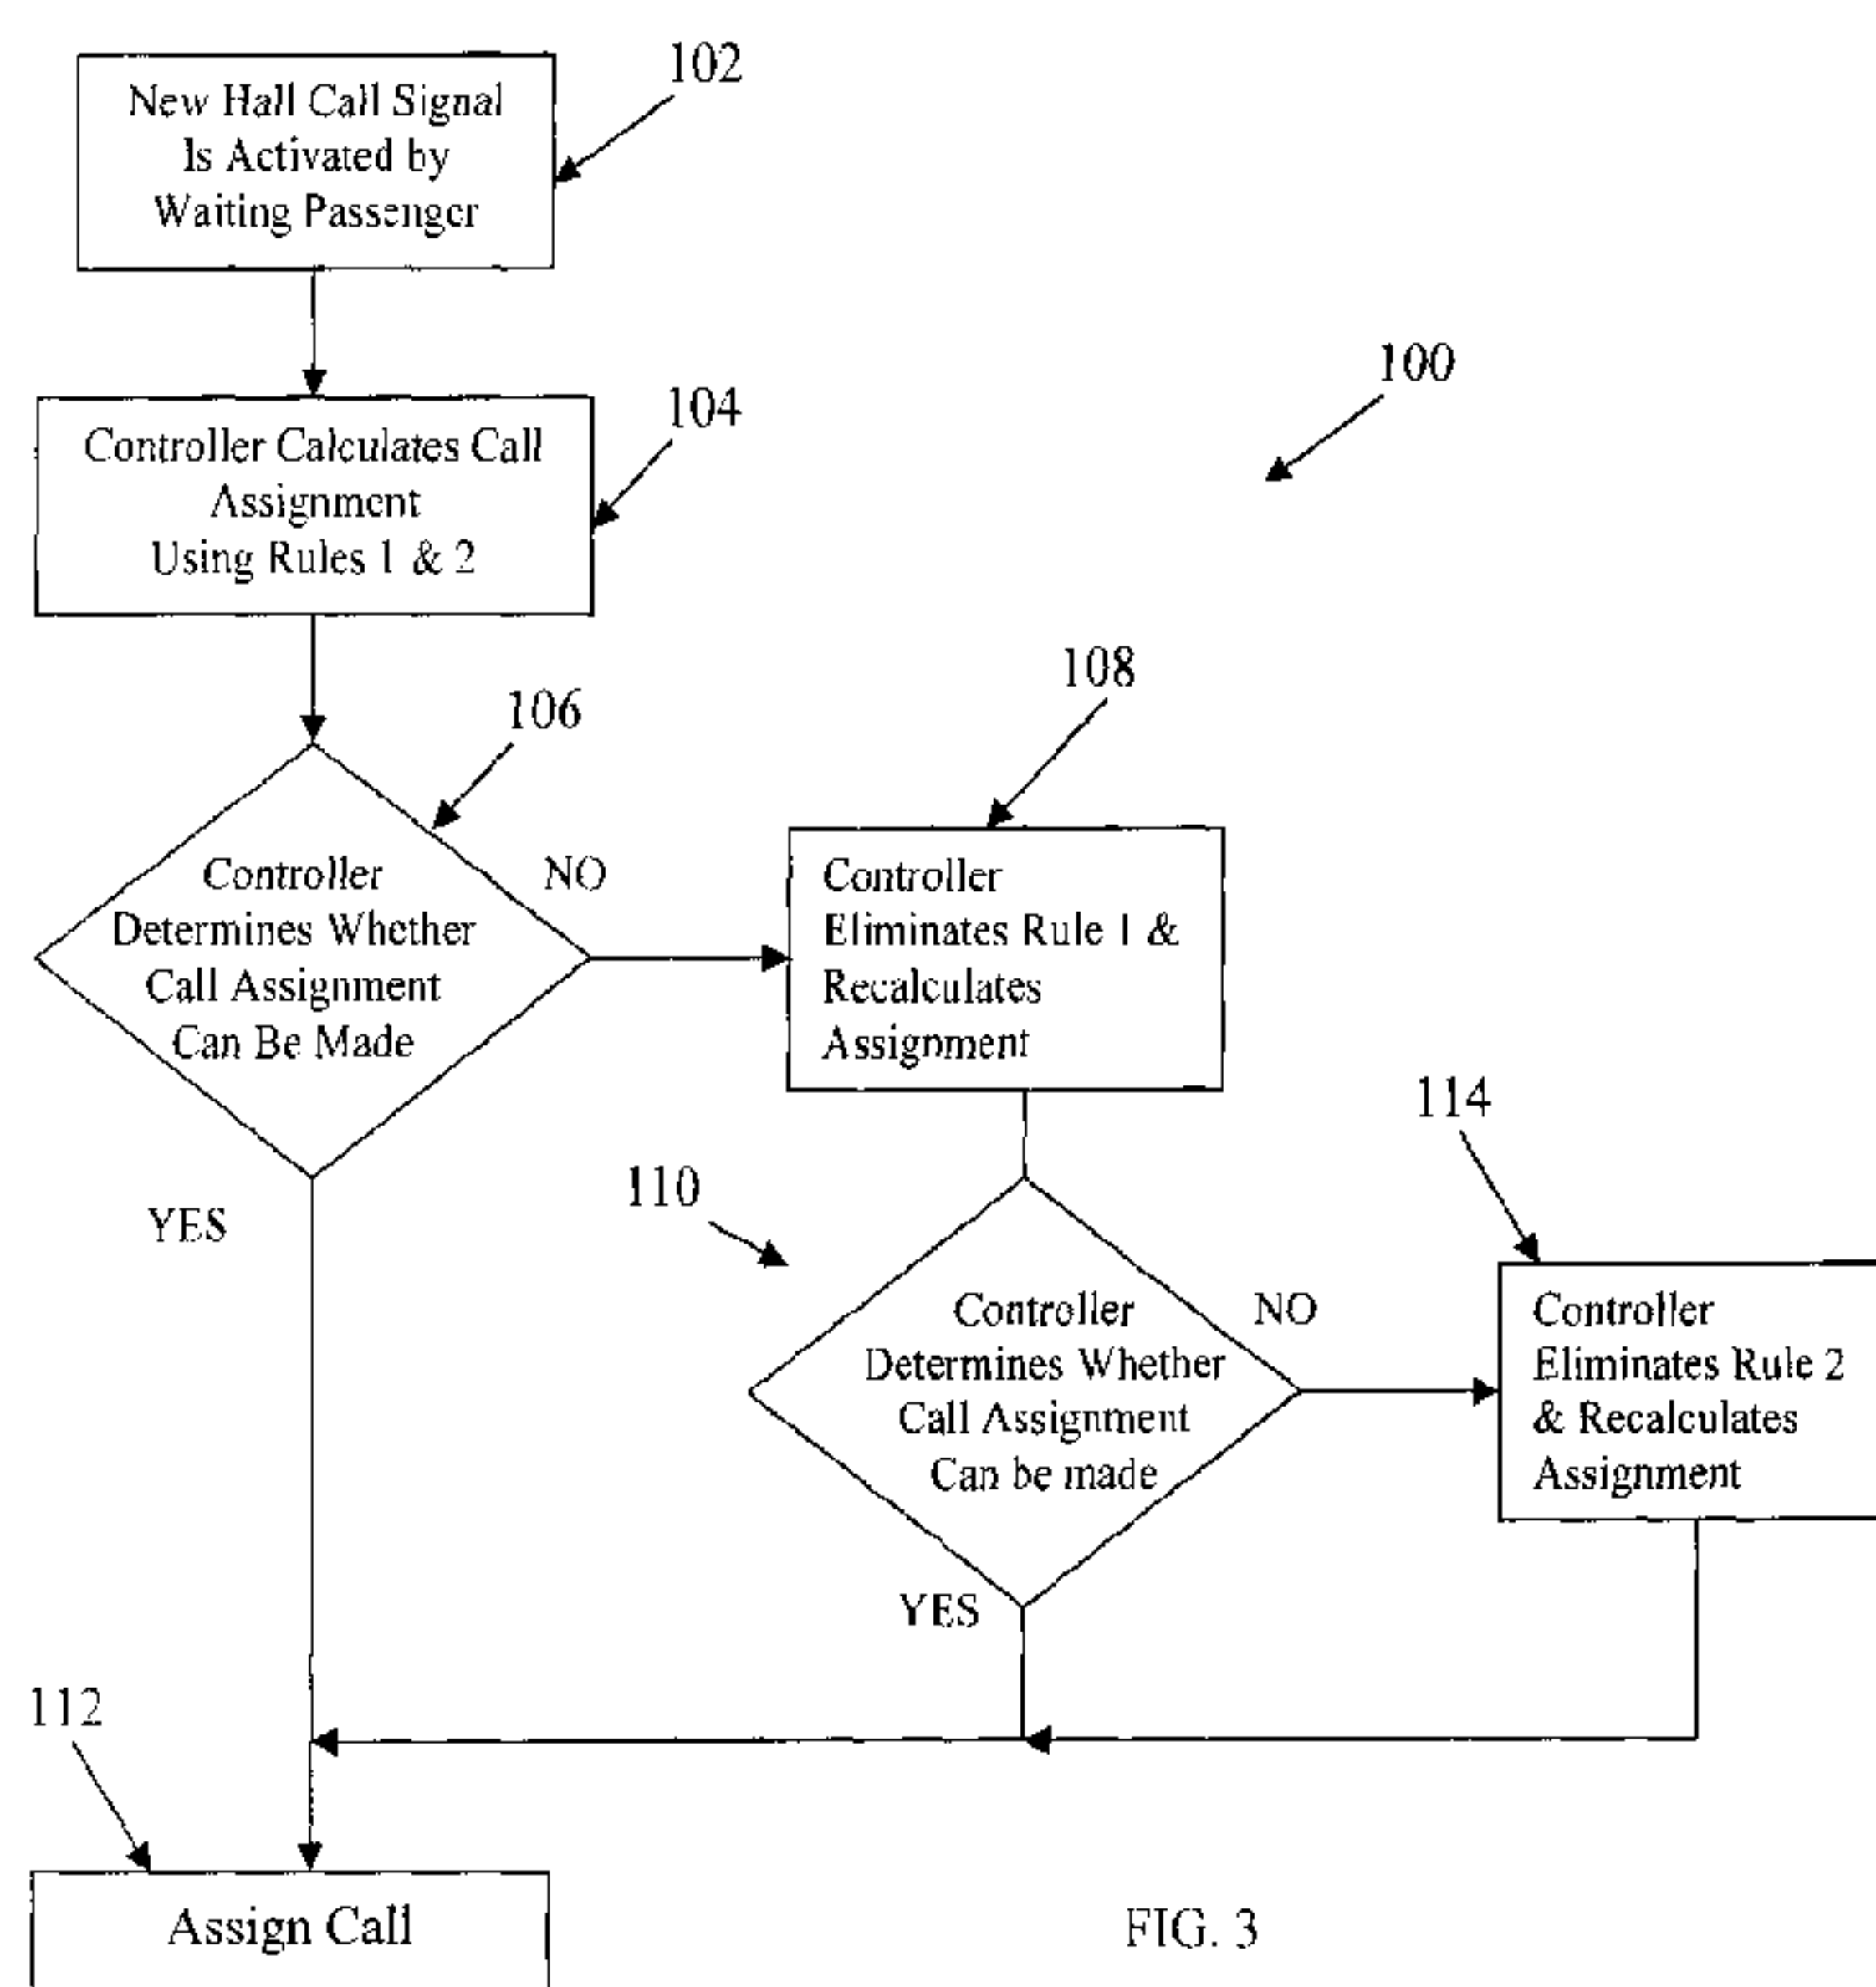 102
New Hall Call Signal
Is Activated by
Waiting Passenger
100
104
Controller Calculates Call
Assignment
Using Rules 1 & 2
108
106
Controller
Determines Whether
Call Assignment
Can Be Made
NO
Controller
Eliminates Rule 1 &
Recalculates
Assignment
114
110
YES
Controller
Determines Whether
Call Assignment
Can be made
NO
Controller
Eliminates Rule 2
& Recalculates
Assignment
YES
112
Assign Call
FIG. 3